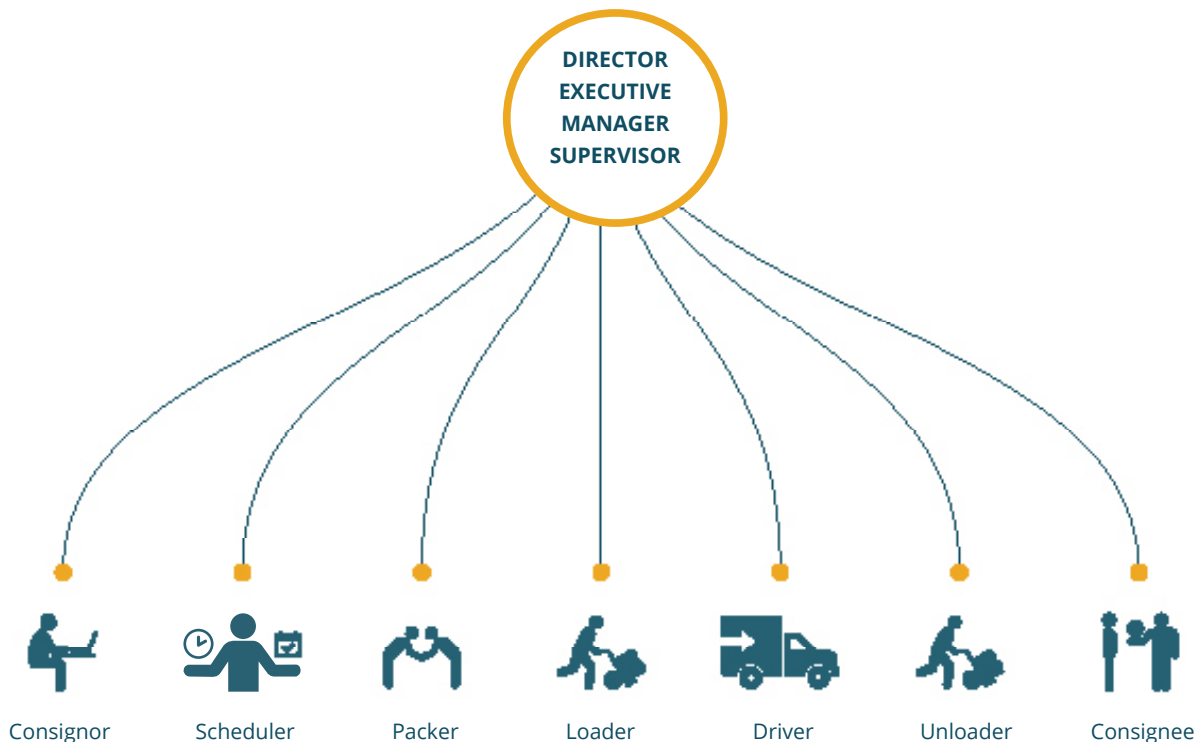 DIRECTOR
EXECUTIVE
MANAGER
SUPERVISOR
Consignor
Scheduler
Packer
Loader
Driver
Unloader
Consignee